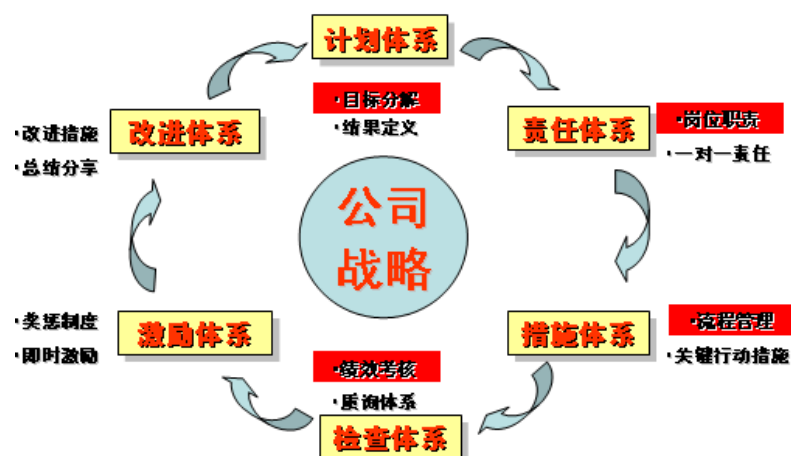 计划体系
·目标分解
·结果定义
改进体系
·改进措施
·总结分享
责任体系
·岗位职责
·一对一责任
公司
战略
激励体系
·奖惩制度
·即时激励
措施体系
·流程管理
·关键行动措施
·绩效考核
·质询体系
检查体系